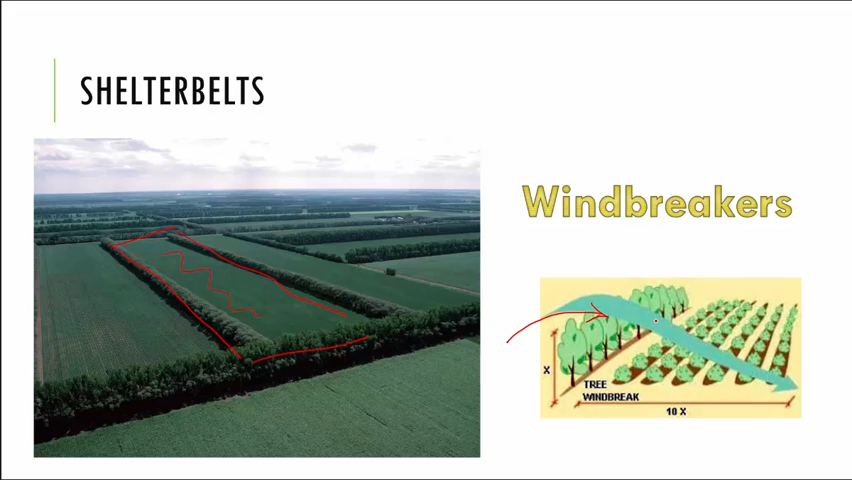 SHELTERBELTS
Windbreakers
X
TREE
WINDBREAK
10 X